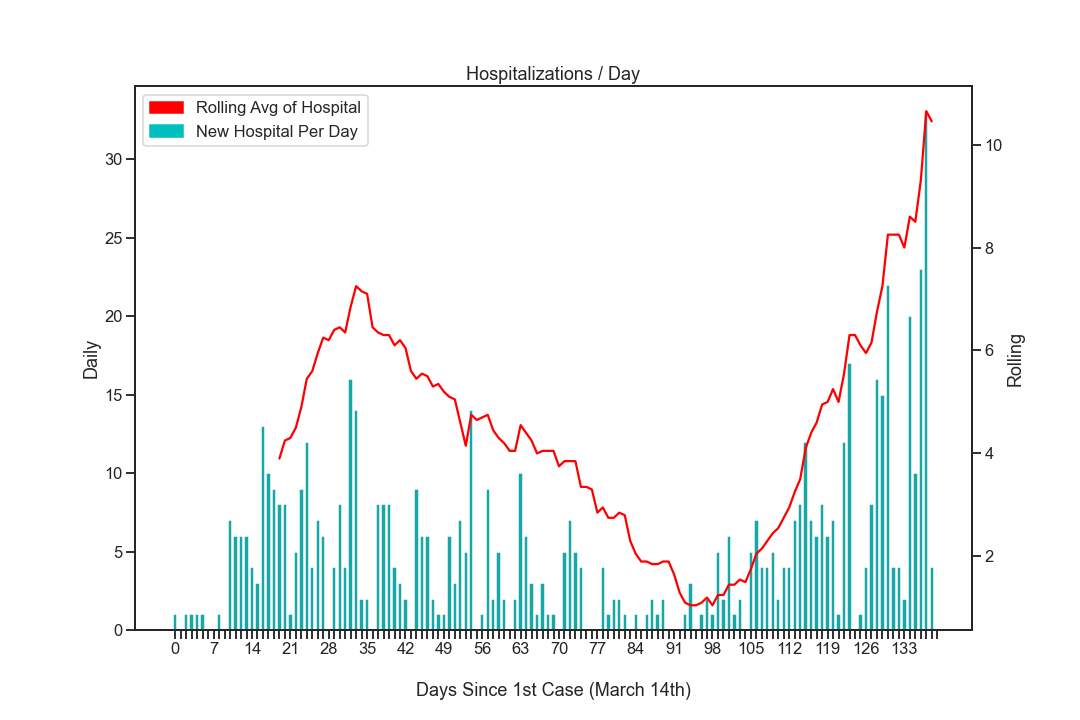 Hospitalizations / Day
Rolling Avg of Hospital
New Hospital Per Day
Daily
30
25
20
15
10
5
0
10
8
6
4
2
Rolling
0 7 14 21 28 35 42 49 56 63 70 77 84 91 98 105 112 119 126 133
Days Since 1st Case (March 14th)